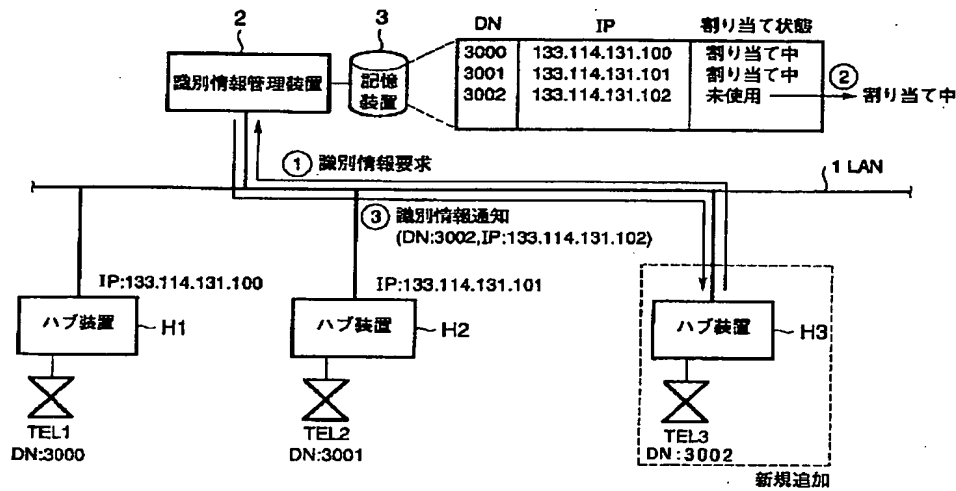 2
3
DN IP 割り当て状態
3000 133.114.131.100 割り当て中
3001 133.114.131.101 割り当て中
3002 133.114.131.102 未使用 ② 割り当て中
識別情報管理装置
記憶
装置
① 識別情報要求
1 LAN
③ 識別情報通知
(DN:3002,IP:133.114.131.102)
IP:133.114.131.100
IP:133.114.131.101
ハブ装置 H1
ハブ装置 H2
ハブ装置 H3
TEL1
DN:3000
TEL2
DN:3001
TEL3
DN:3002
新規追加